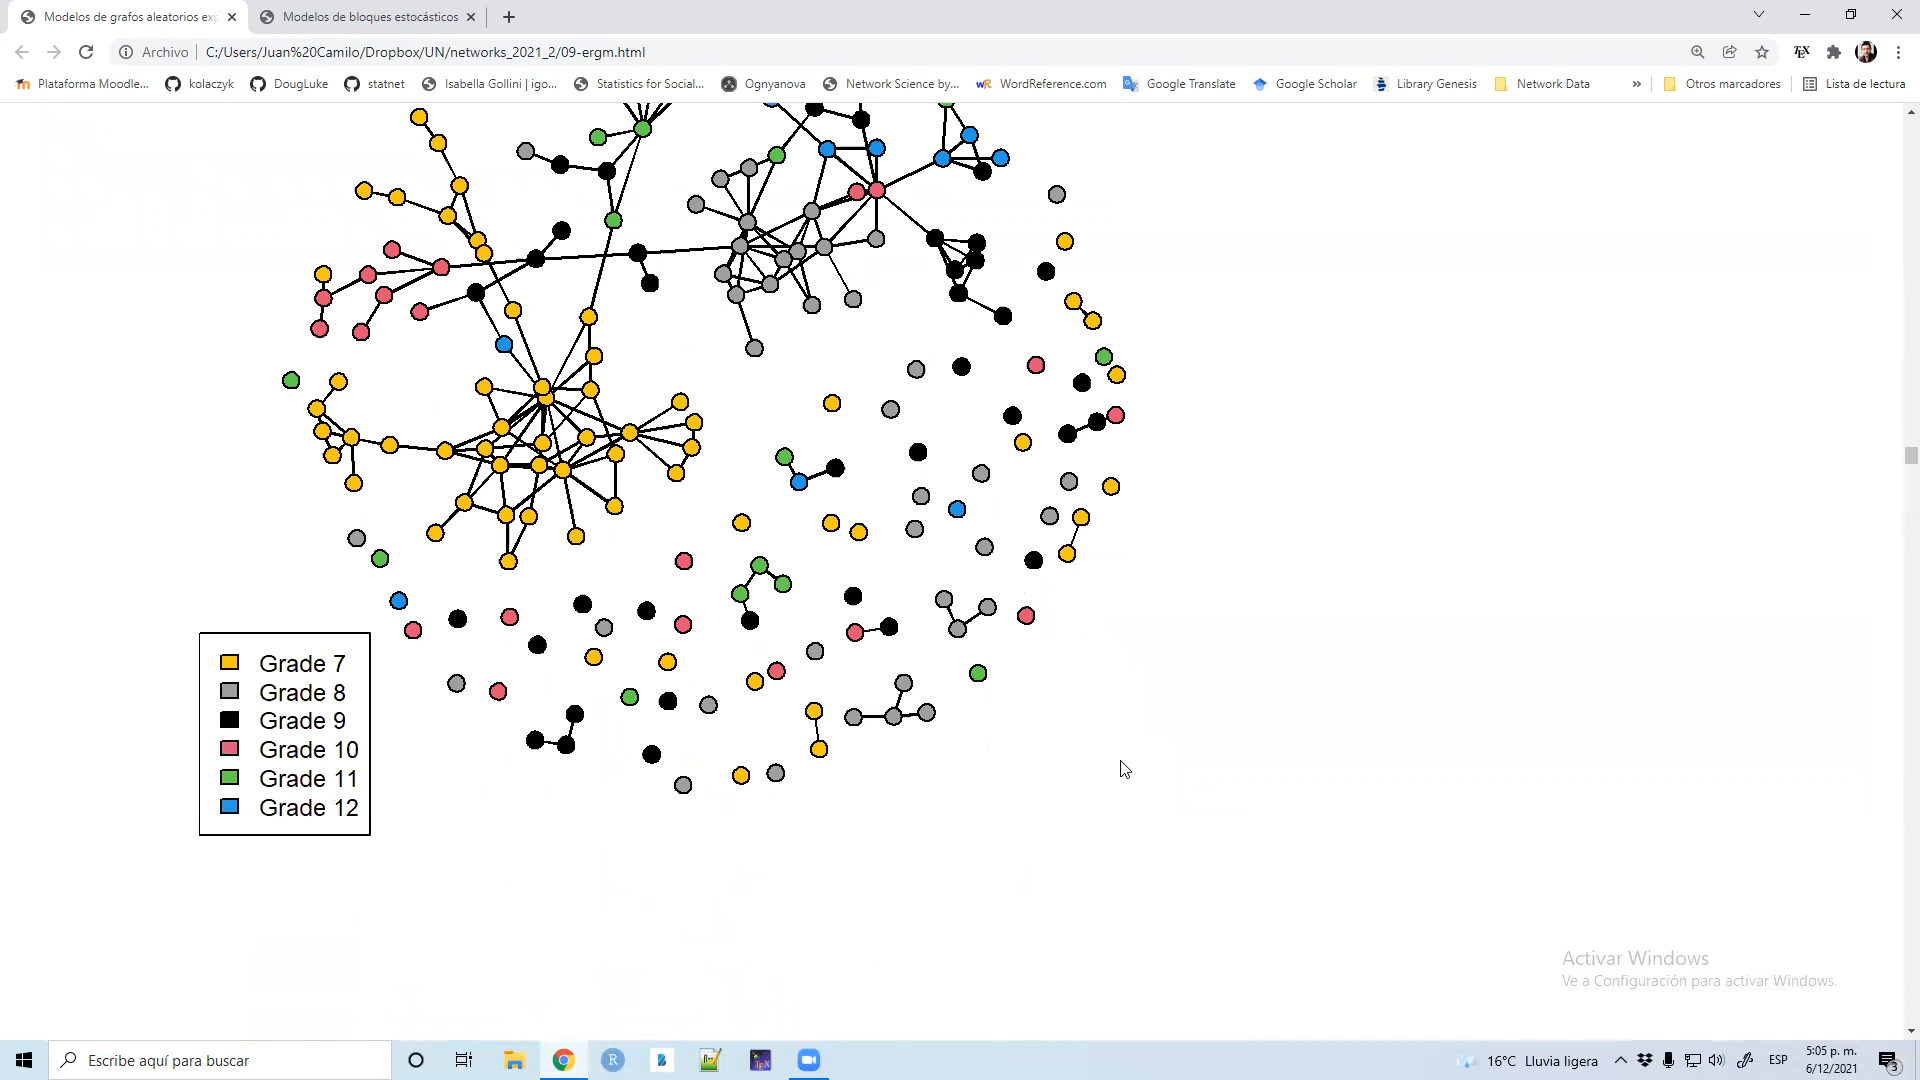 Modelos de grafos aleatorios exp
Modelos de bloques estocásticos
Archivo
C:/Users/Juan%20Camilo/Dropbox/UN/networks_2021_2/09-ergm.html
Plataforma Moodle...
kolaczyk
DougLuke
statnet
Isabella Gollini | igo...
Statistics for Social...
Ognyanova
Network Science by...
WordReference.com
Google Translate
Google Scholar
Library Genesis
Network Data
»
Otros marcadores
Lista de lectura
Grade 7
Grade 8
Grade 9
Grade 10
Grade 11
Grade 12
Activar Windows
Ve a Configuración para activar Windows.
Escribe aquí para buscar
16°C Lluvia ligera
ESP
5:05 p. m.
6/12/2021
3